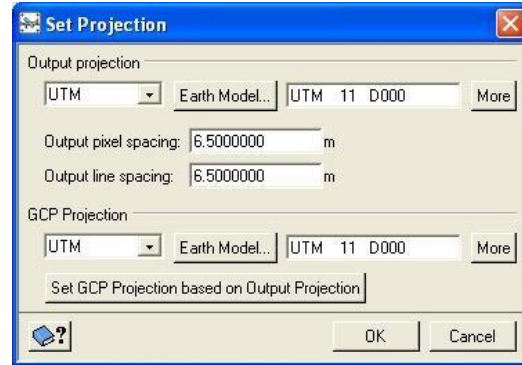 Set Projection
Output projection
UTM Earth Model... UTM 11 D000 More
Output pixel spacing: 6.5000000 m
Output line spacing: 6.5000000 m
GCP Projection
UTM Earth Model... UTM 11 D000 More
Set GCP Projection based on Output Projection
? OK Cancel